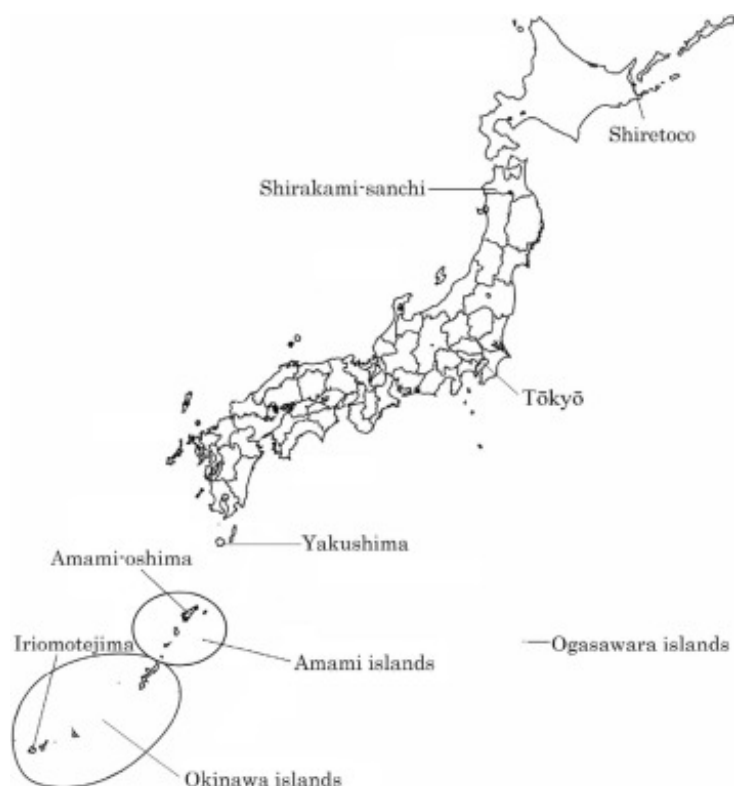 Shiretoco
Shirakami-sanchi
Tōkyō
Yakushima
Amami-oshima
Iriomotejima
Ogasawara islands
Amami islands
Okinawa islands